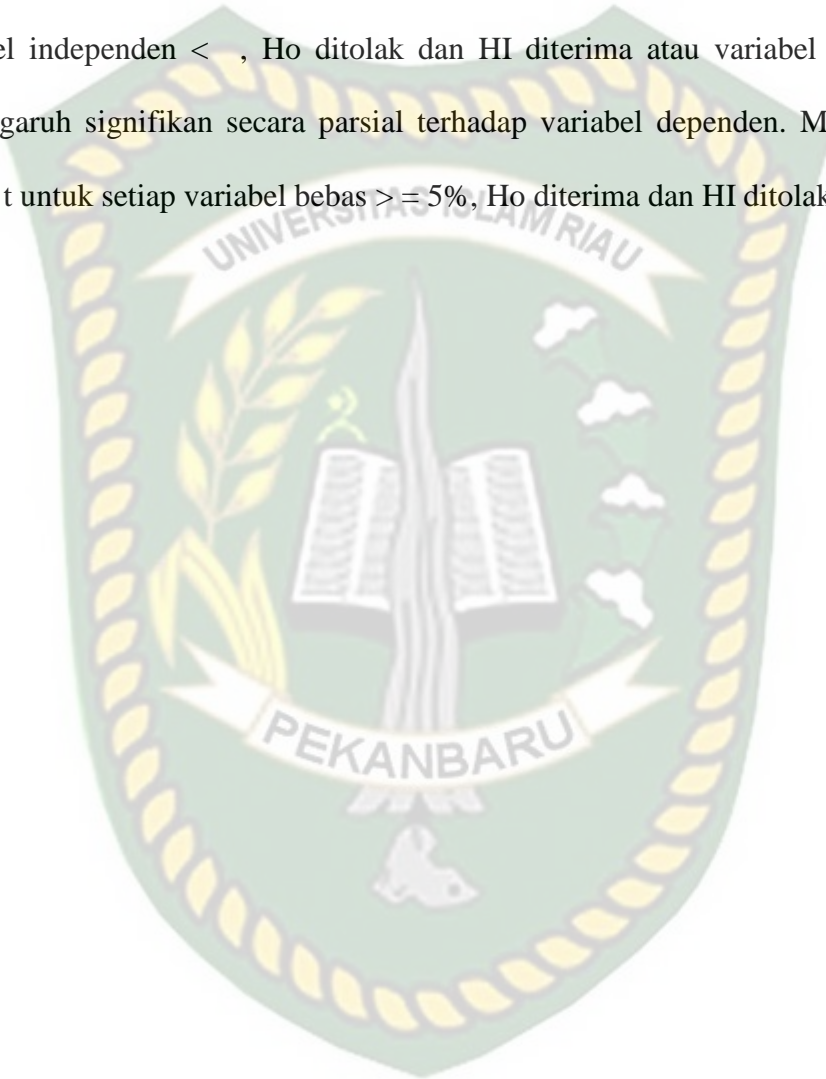 el independen < , Ho ditolak dan HI diterima atau variabel
garuh signifikan secara parsial terhadap variabel dependen. M
t untuk setiap variabel bebas > = 5%, Ho diterima dan HI ditolak
UNIVERSITAS ISLAM RIAU
PEKANBARU